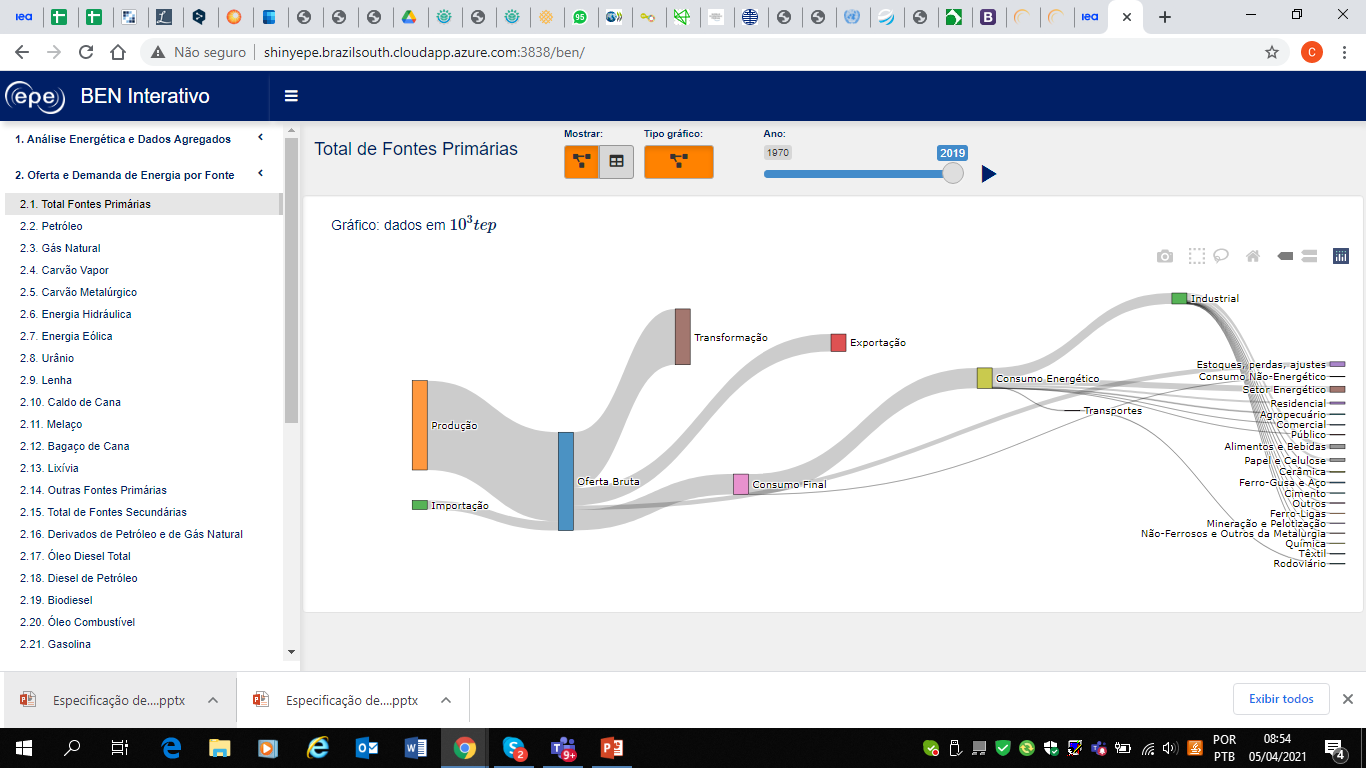 iea
95
iea
Não seguro
shinyepe.brazilsouth.cloudapp.azure.com:3838/ben/
C
epe
BEN Interativo
1. Análise Energética e Dados Agregados
2. Oferta e Demanda de Energia por Fonte
2.1. Total Fontes Primárias
2.2. Petróleo
2.3. Gás Natural
2.4. Carvão Vapor
2.5. Carvão Metalúrgico
2.6. Energia Hidráulica
2.7. Energia Eólica
2.8. Urânio
2.9. Lenha
2.10. Caldo de Cana
2.11. Melaço
2.12. Bagaço de Cana
2.13. Lixívia
2.14. Outras Fontes Primárias
2.15. Total de Fontes Secundárias
2.16. Derivados de Petróleo e de Gás Natural
2.17. Óleo Diesel Total
2.18. Diesel de Petróleo
2.19. Biodiesel
2.20. Óleo Combustível
2.21. Gasolina
Total de Fontes Primárias
Mostrar:
Tipo gráfico:
Ano:
1970
2019
Gráfico: dados em 10³tep
Produção
Importação
Oferta Bruta
Transformação
Exportação
Consumo Final
Consumo Energético
Transportes
Industrial
Estoques, perdas, ajustes
Consumo Não-Energético
Setor Energético
Residencial
Agropecuário
Comercial
Público
Alimentos e Bebidas
Papel e Celulose
Cerâmica
Ferro-Gusa e Aço
Cimento
Outros
Ferro-Ligas
Mineração e Pelotização
Não-Ferrosos e Outros da Metalurgia
Química
Têxtil
Rodoviário
Especificação de....pptx
Especificação de....pptx
Exibir todos
2
9+
POR
PTB
08:54
05/04/2021
4